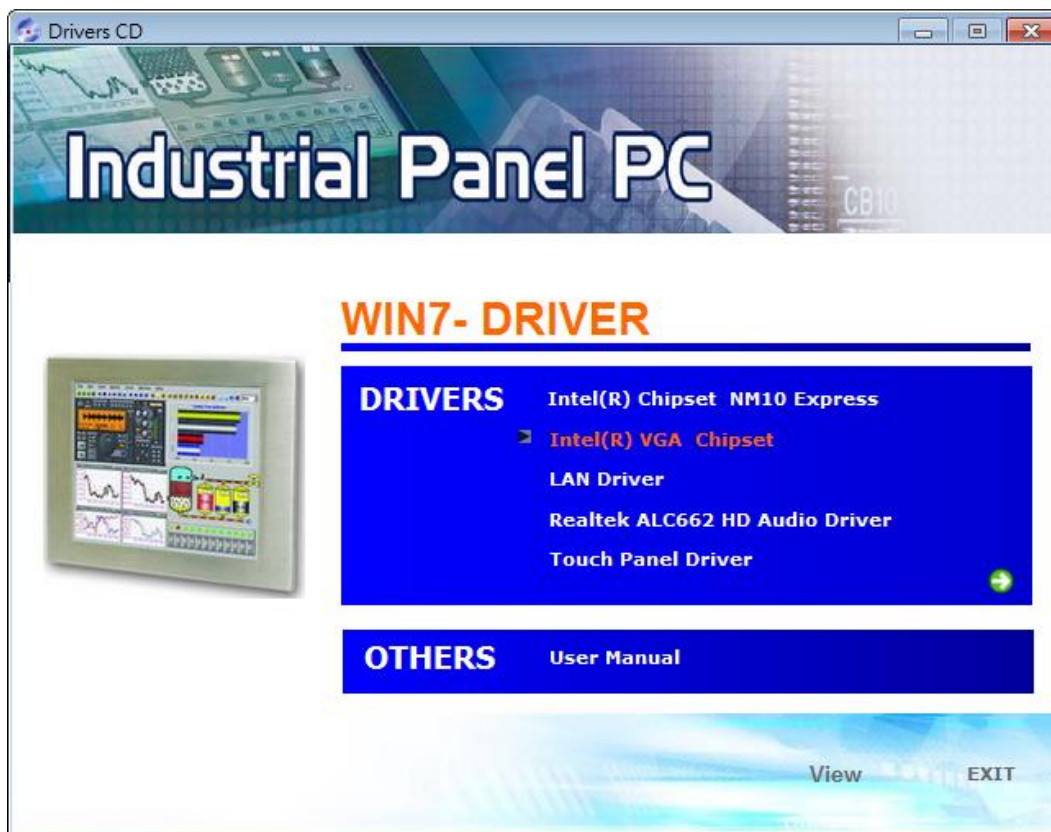 Drivers CD
Industrial Panel PC
CB10
WIN7- DRIVER
DRIVERS
Intel(R) Chipset  NM10 Express
Intel(R) VGA  Chipset
LAN Driver
Realtek ALC662 HD Audio Driver
Touch Panel Driver
OTHERS
User Manual
View
EXIT